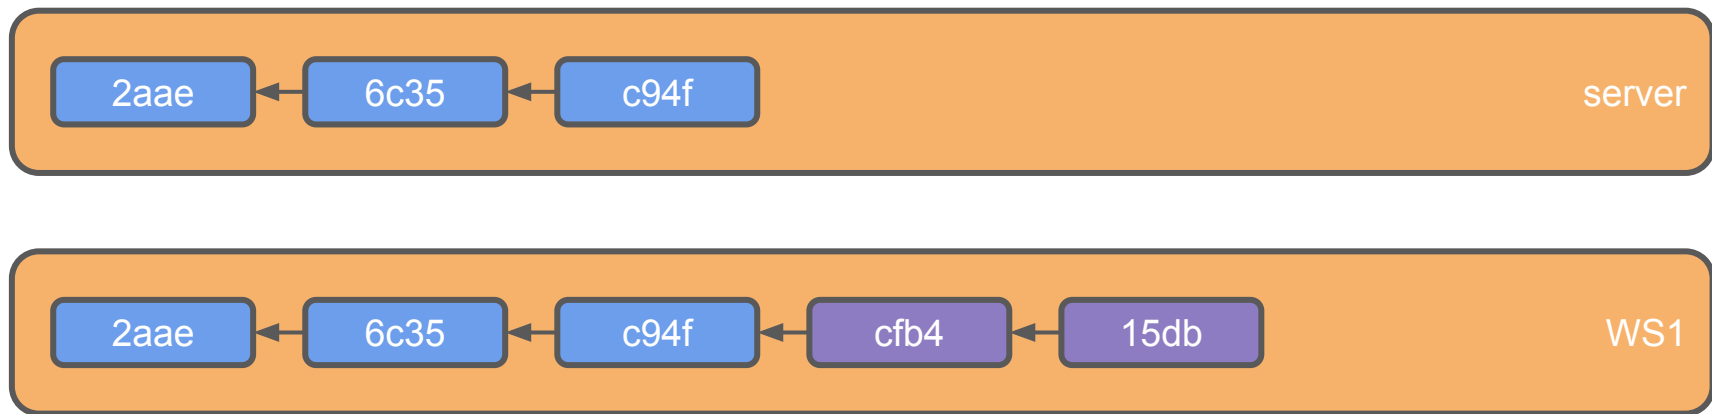 2aae 6c35 c94f server
2aae 6c35 c94f cfb4 15db WS1